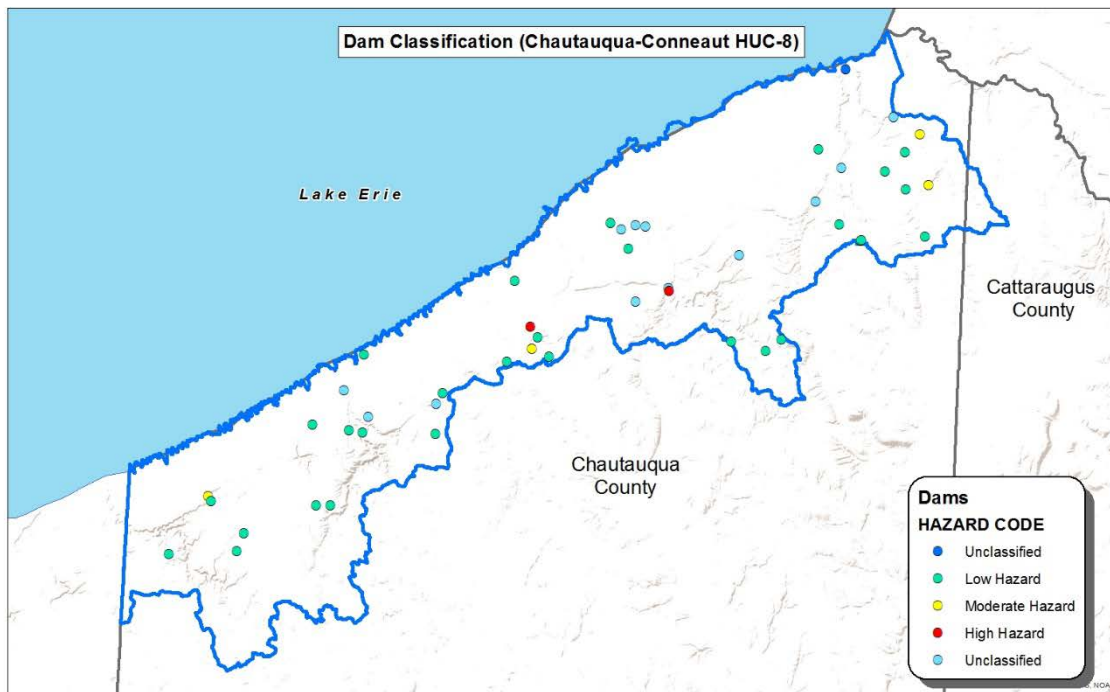 Dam Classification (Chautauqua-Conneaut HUC-8)
Lake Erie
Cattaraugus
County
Chautauqua
County
Dams
HAZARD CODE
Unclassified
Low Hazard
Moderate Hazard
High Hazard
Unclassified